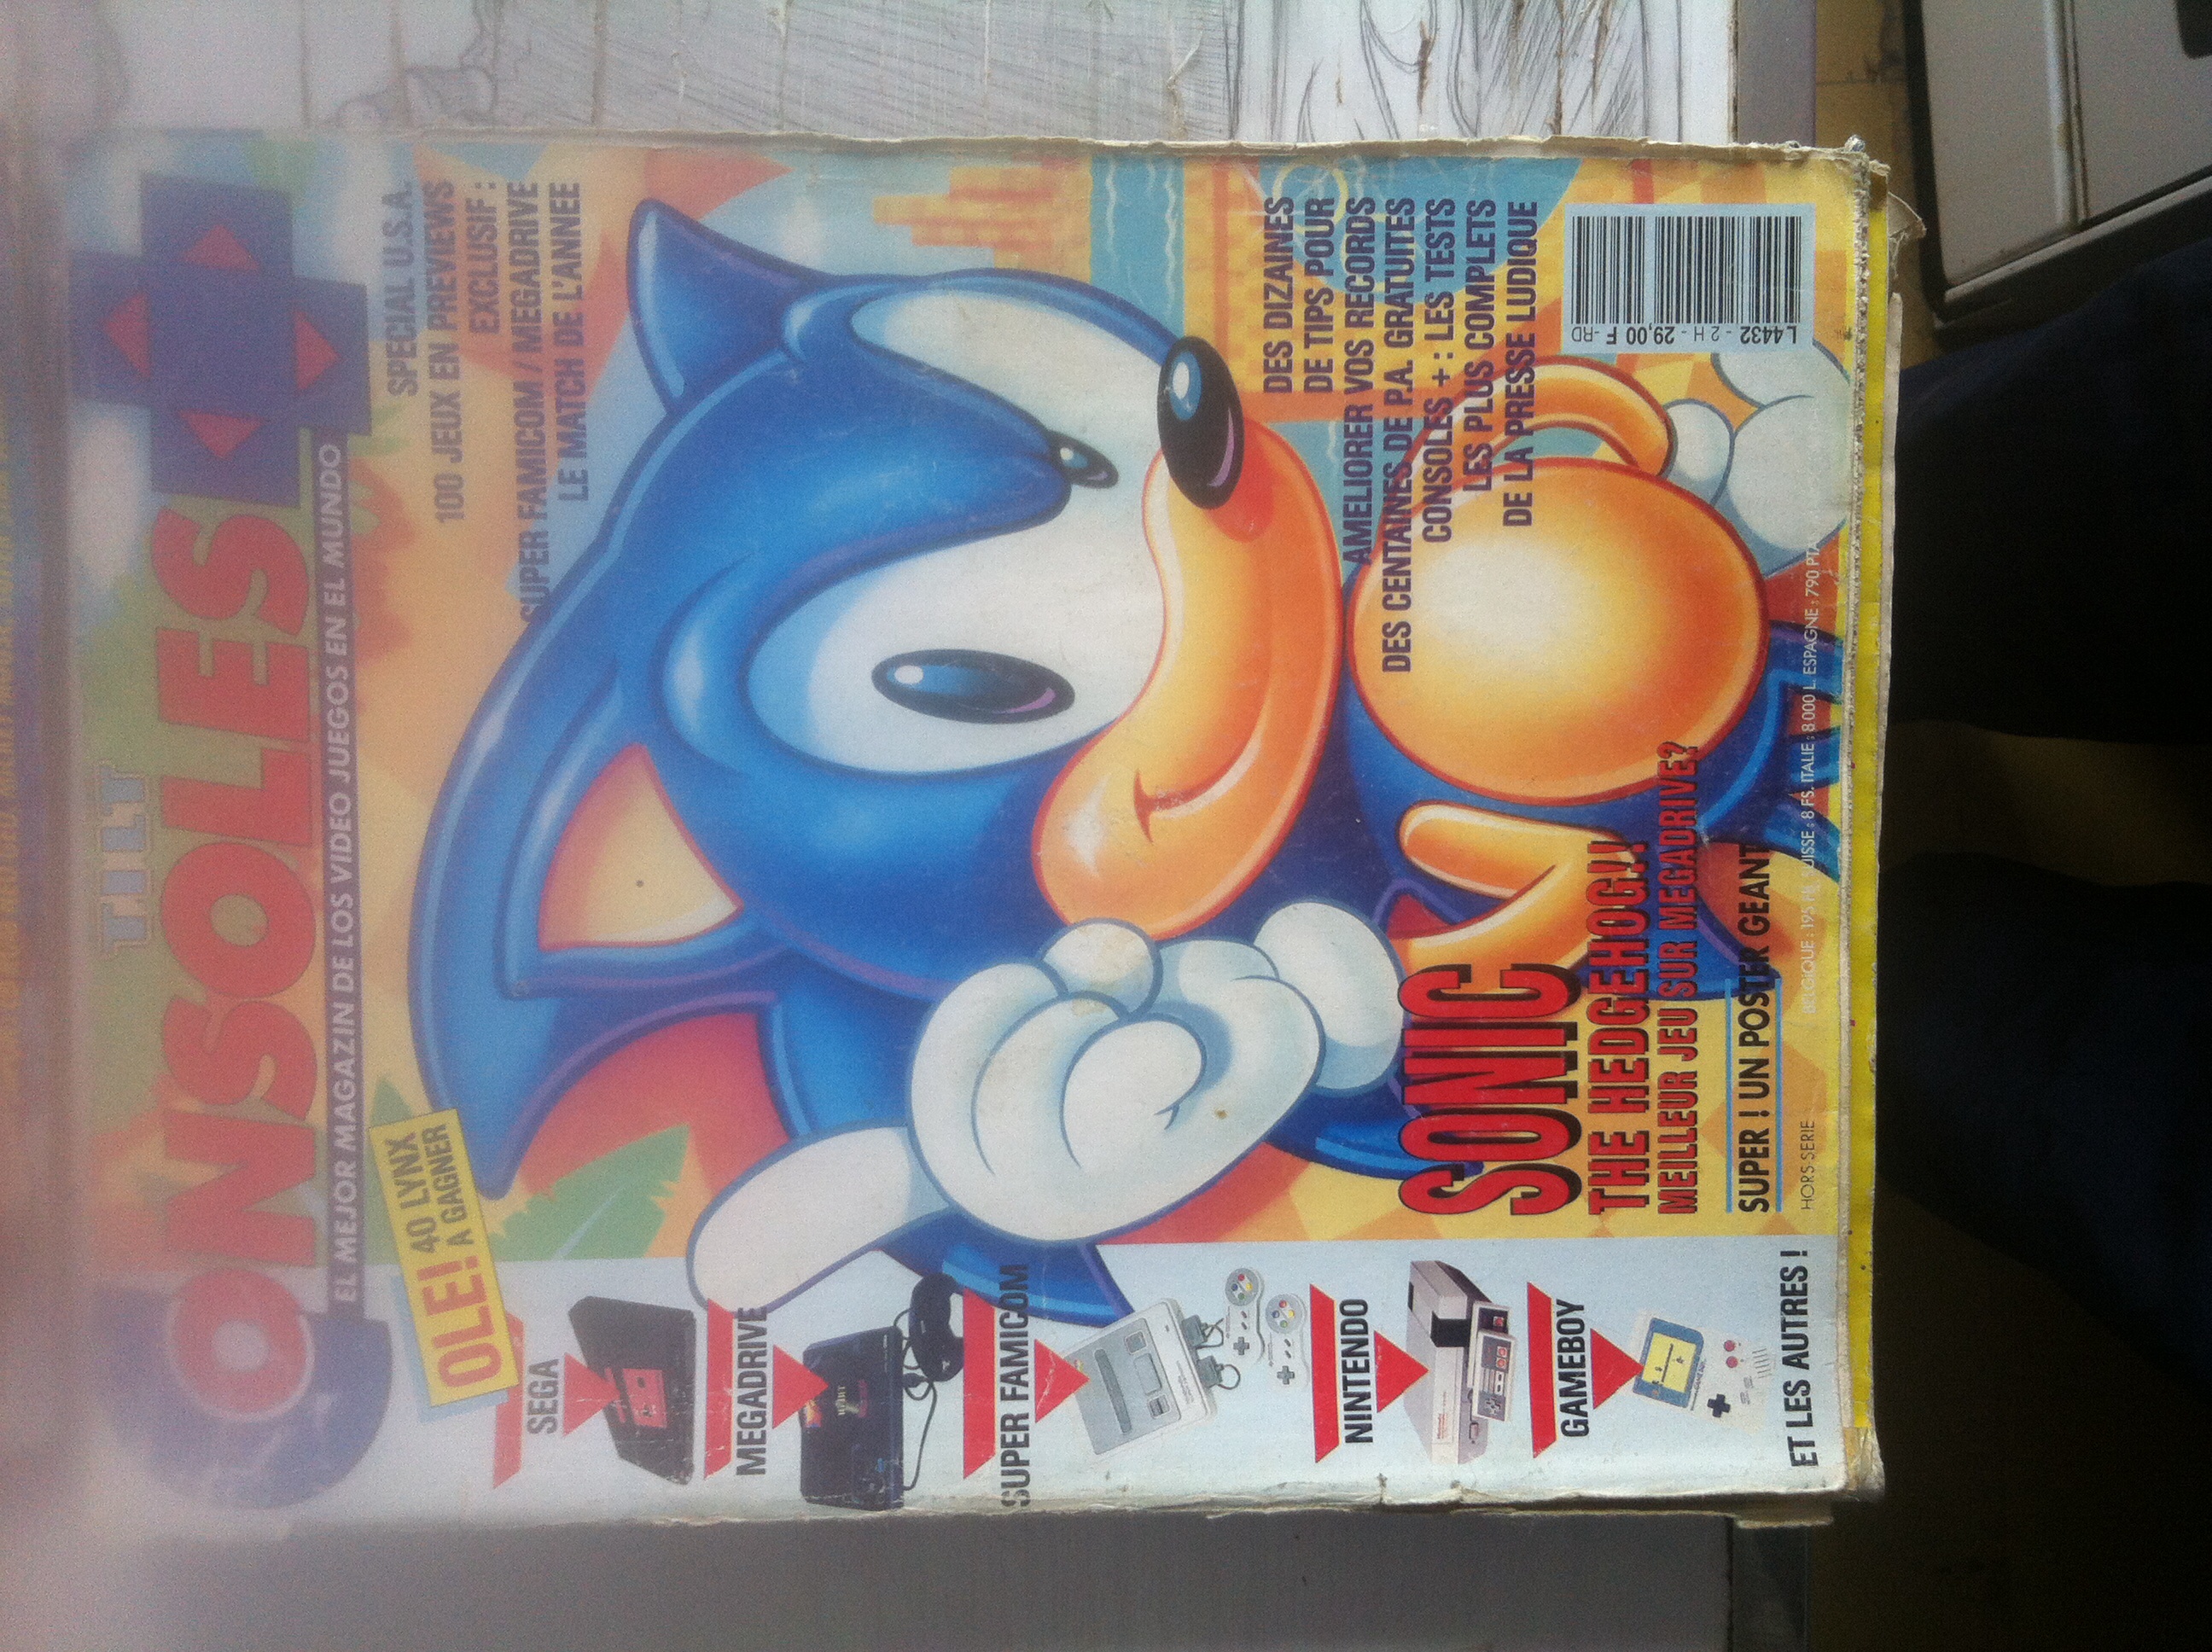 TILT
CONSOLES
EL MEJOR MAGAZIN DE LOS VIDEO JUEGOS EN EL MUNDO
OLE! 40 LYNX
A GAGNER
SPECIAL U.S.A.
100 JEUX EN PREVIEWS
EXCLUSIF :
SUPER FAMICOM / MEGADRIVE
LE MATCH DE L'ANNEE
SEGA
MEGADRIVE
SUPER FAMICOM
NINTENDO
GAMEBOY
ET LES AUTRES !
DES DIZAINES
DE TIPS POUR
AMELIORER VOS RECORDS
DES CENTAINES DE P.A. GRATUITES
CONSOLES + : LES TESTS
LES PLUS COMPLETS
DE LA PRESSE LUDIQUE
SONIC
THE HEDGEHOG!!
MEILLEUR JEU SUR MEGADRIVE?
SUPER ! UN POSTER GEANT
L4432 - 2 H - 29,00 F -RD
HORS-SERIE
BELGIQUE : 195 FB. SUISSE : 8 FS. ITALIE : 8 000 L. ESPAGNE : 790 PTA